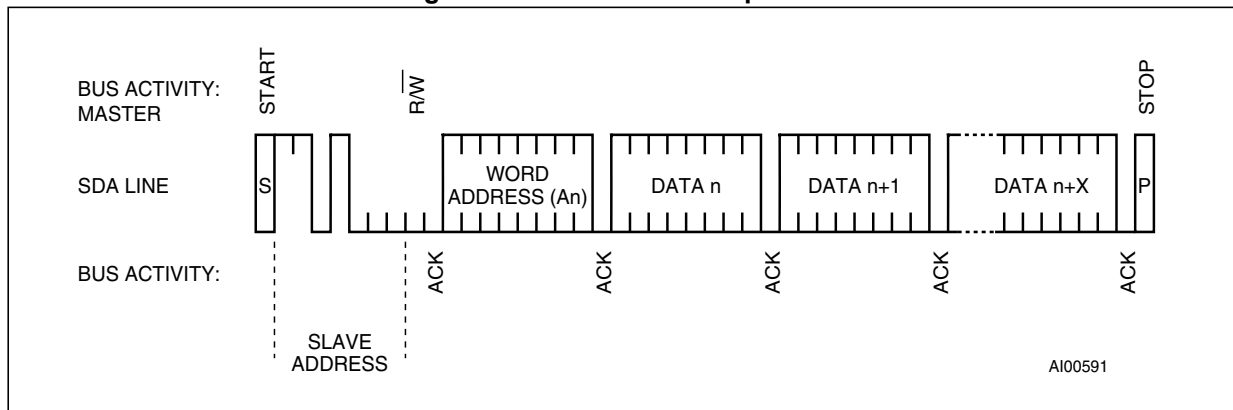 BUS ACTIVITY:
MASTER
START
R/W
STOP
SDA LINE
S
WORD
ADDRESS (An)
DATA n
DATA n+1
DATA n+X
P
BUS ACTIVITY:
ACK
ACK
ACK
ACK
ACK
SLAVE
ADDRESS
AI00591